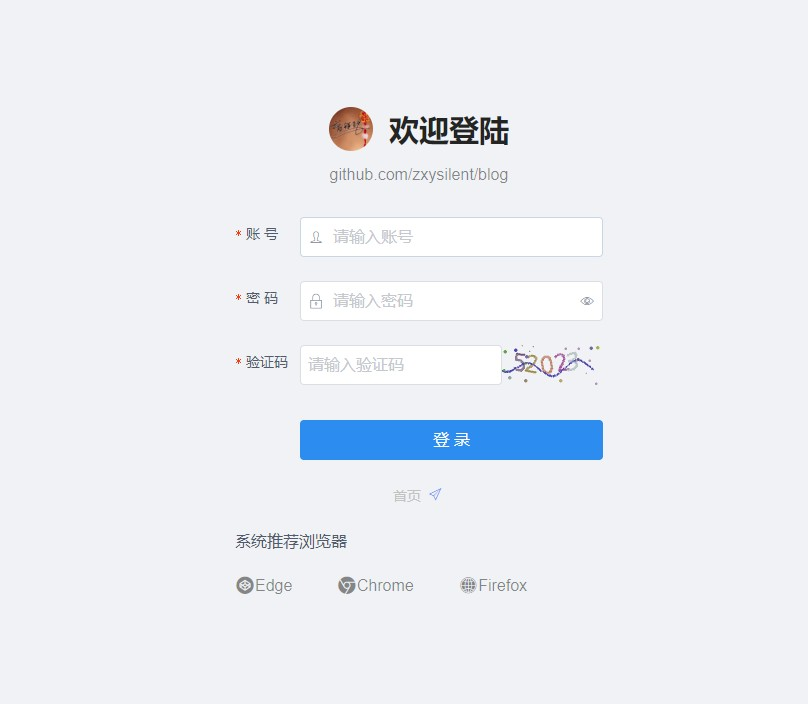 欢迎登陆
github.com/zxysilent/blog
* 账 号 请输入账号
* 密 码 请输入密码
* 验证码 请输入验证码 52023
登 录
首页
系统推荐浏览器
Edge Chrome Firefox